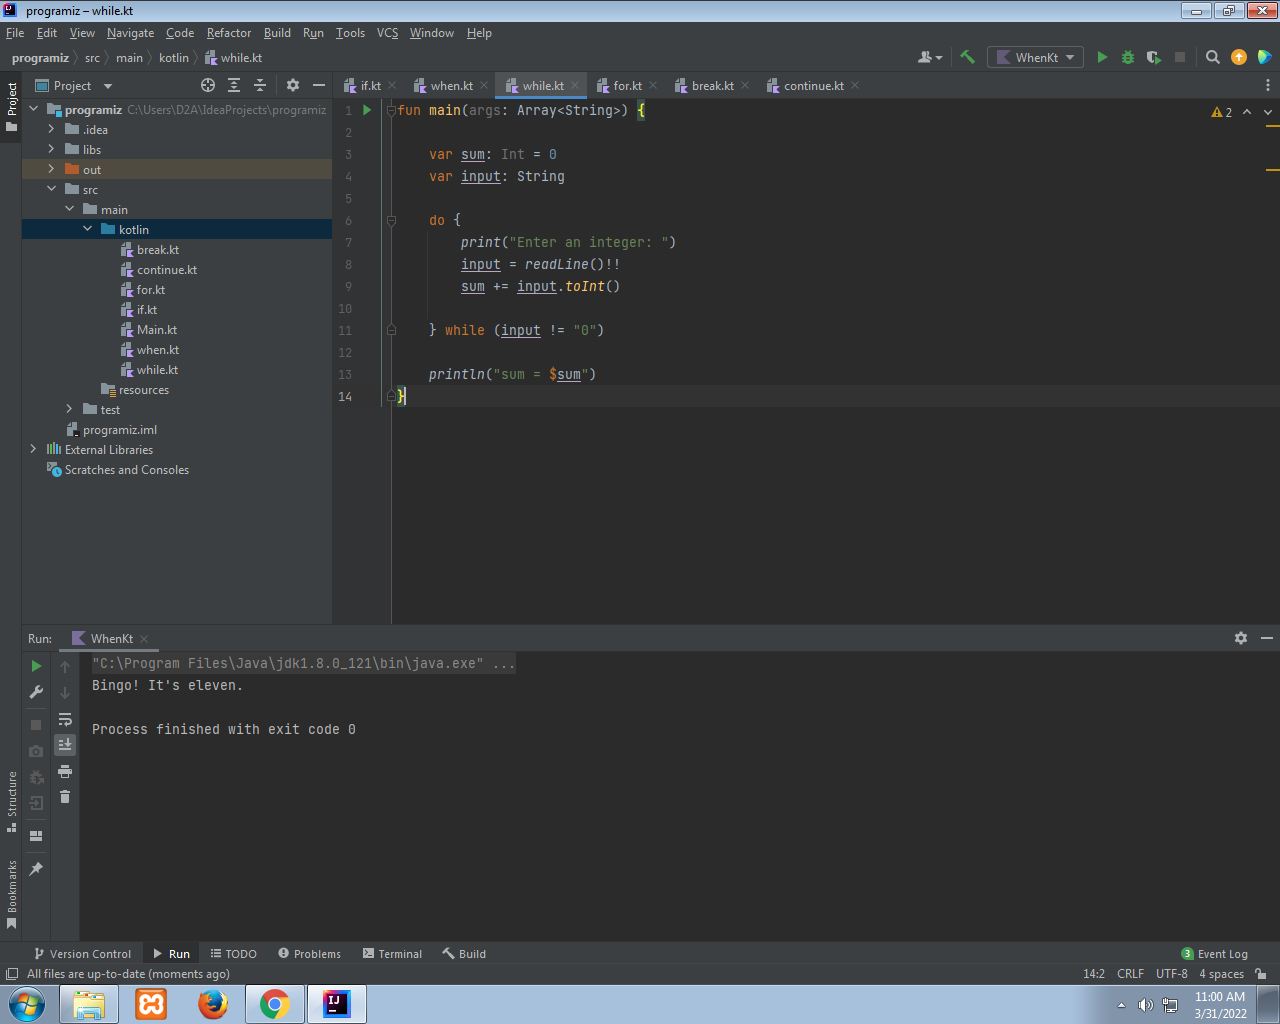 programiz – while.kt
File Edit View Navigate Code Refactor Build Run Tools VCS Window Help
programiz src main kotlin while.kt WhenKt
Project
Project
if.kt when.kt while.kt for.kt break.kt continue.kt
programiz C:\Users\D2A\IdeaProjects\programiz
.idea
libs
out
src
main
kotlin
break.kt
continue.kt
for.kt
if.kt
Main.kt
when.kt
while.kt
resources
test
programiz.iml
External Libraries
Scratches and Consoles
1 fun main(args: Array<String>) {
2
3 var sum: Int = 0
4 var input: String
5
6 do {
7 print("Enter an integer: ")
8 input = readLine()!!
9 sum += input.toInt()
10
11 } while (input != "0")
12
13 println("sum = $sum")
14 }
2
Run: WhenKt
"C:\Program Files\Java\jdk1.8.0_121\bin\java.exe" ...
Bingo! It's eleven.
Process finished with exit code 0
Structure
Bookmarks
Version Control Run TODO Problems Terminal Build 3 Event Log
All files are up-to-date (moments ago) 14:2 CRLF UTF-8 4 spaces
IJ
11:00 AM
3/31/2022